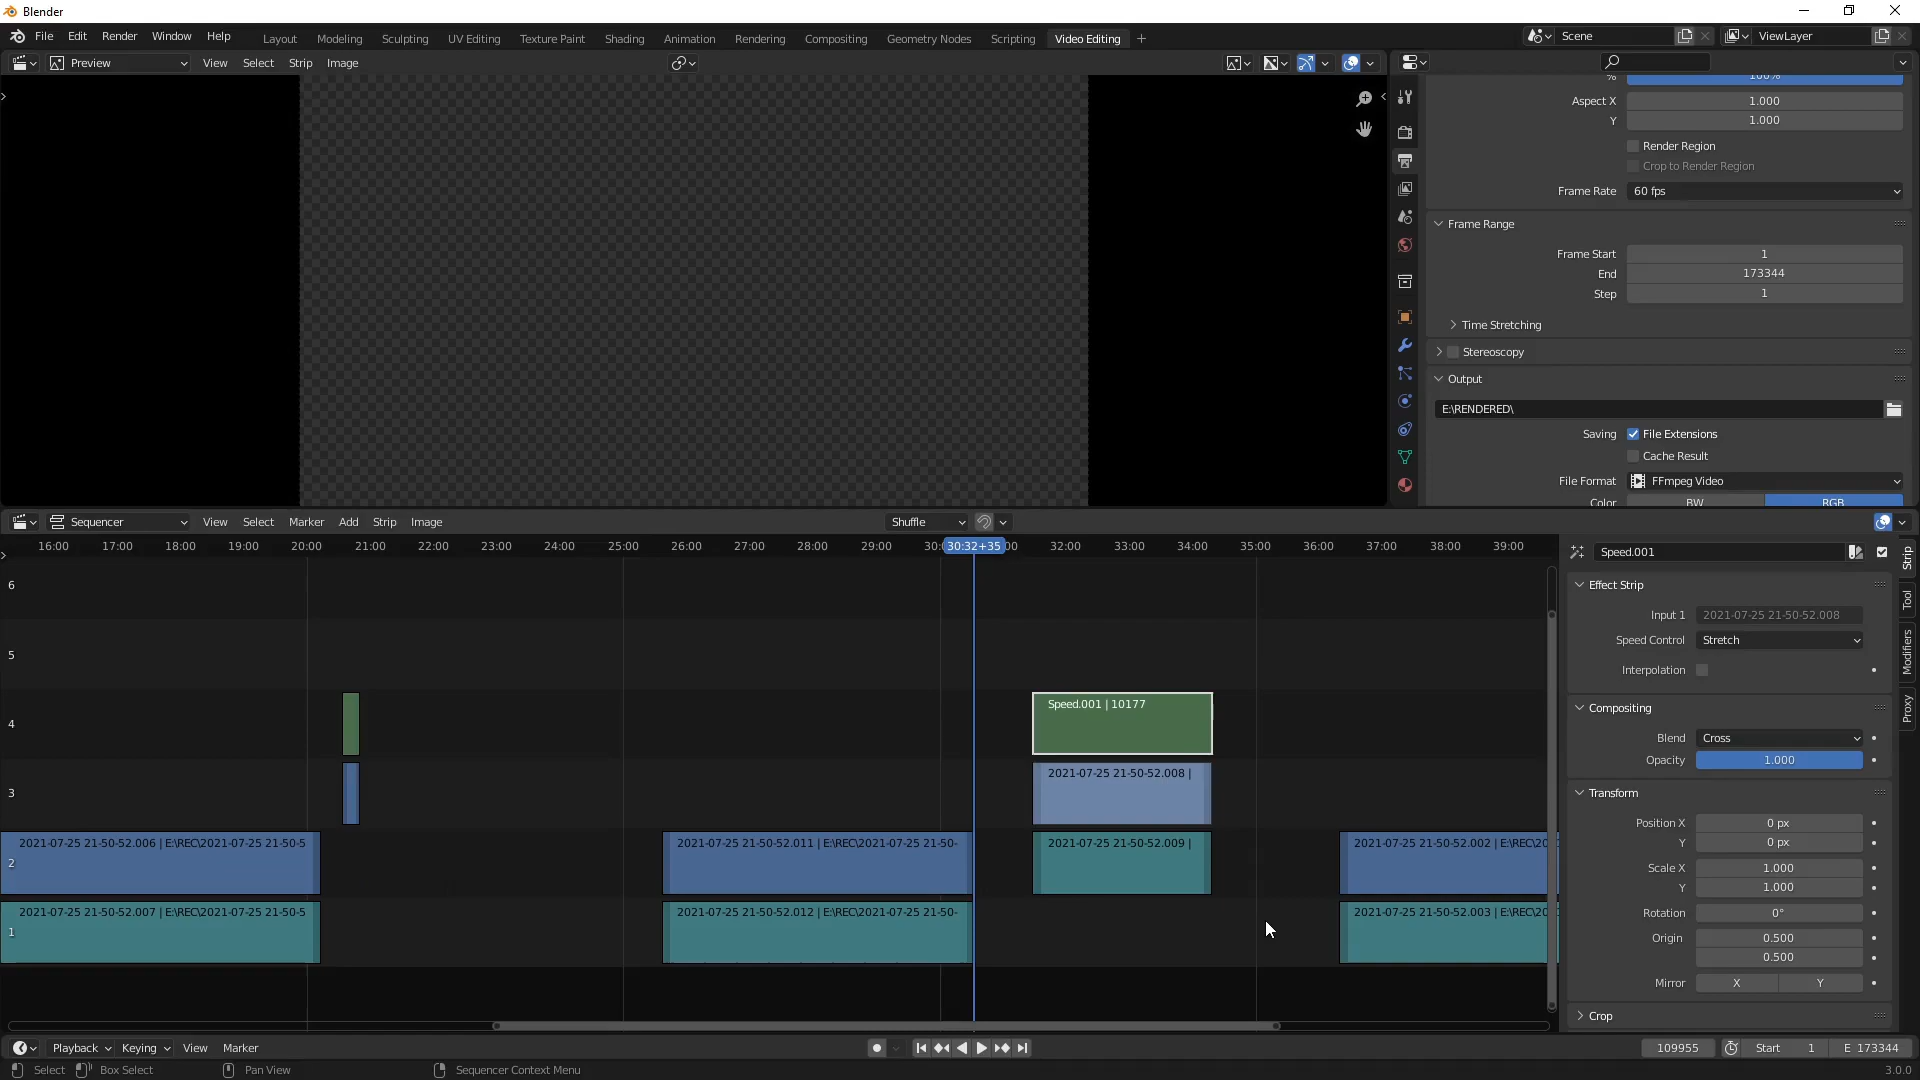 Blender
File Edit Render Window Help Layout Modeling Sculpting UV Editing Texture Paint Shading Animation Rendering Compositing Geometry Nodes Scripting Video Editing + Scene ViewLayer
Preview View Select Strip Image
% 100%
Aspect X 1.000
Y 1.000
Render Region
Crop to Render Region
Frame Rate 60 fps
Frame Range
Frame Start 1
End 173344
Step 1
Time Stretching
Stereoscopy
Output
E:\RENDERED\
Saving File Extensions
Cache Result
File Format FFmpeg Video
Color BW RGB
Sequencer View Select Marker Add Strip Image Shuffle
16:00 17:00 18:00 19:00 20:00 21:00 22:00 23:00 24:00 25:00 26:00 27:00 28:00 29:00 30:32+35 32:00 33:00 34:00 35:00 36:00 37:00 38:00 39:00
6
5
4
Speed.001 | 10177
3
2021-07-25 21-50-52.008 |
2
2021-07-25 21-50-52.006 | E:\REC\2021-07-25 21-50-5
2021-07-25 21-50-52.011 | E:\REC\2021-07-25 21-50-
2021-07-25 21-50-52.009 |
2021-07-25 21-50-52.002 | E:\REC\20
1
2021-07-25 21-50-52.007 | E:\REC\2021-07-25 21-50-5
2021-07-25 21-50-52.012 | E:\REC\2021-07-25 21-50-
2021-07-25 21-50-52.003 | E:\REC\20
Speed.001
Effect Strip
Input 1 2021-07-25 21-50-52.008
Speed Control Stretch
Interpolation
Compositing
Blend Cross
Opacity 1.000
Transform
Position X 0 px
Y 0 px
Scale X 1.000
Y 1.000
Rotation 0°
Origin 0.500
0.500
Mirror X Y
Crop
Strip
Tool
Modifiers
Proxy
Playback Keying View Marker 109955 Start 1 E 173344
Select Box Select Pan View Sequencer Context Menu 3.0.0